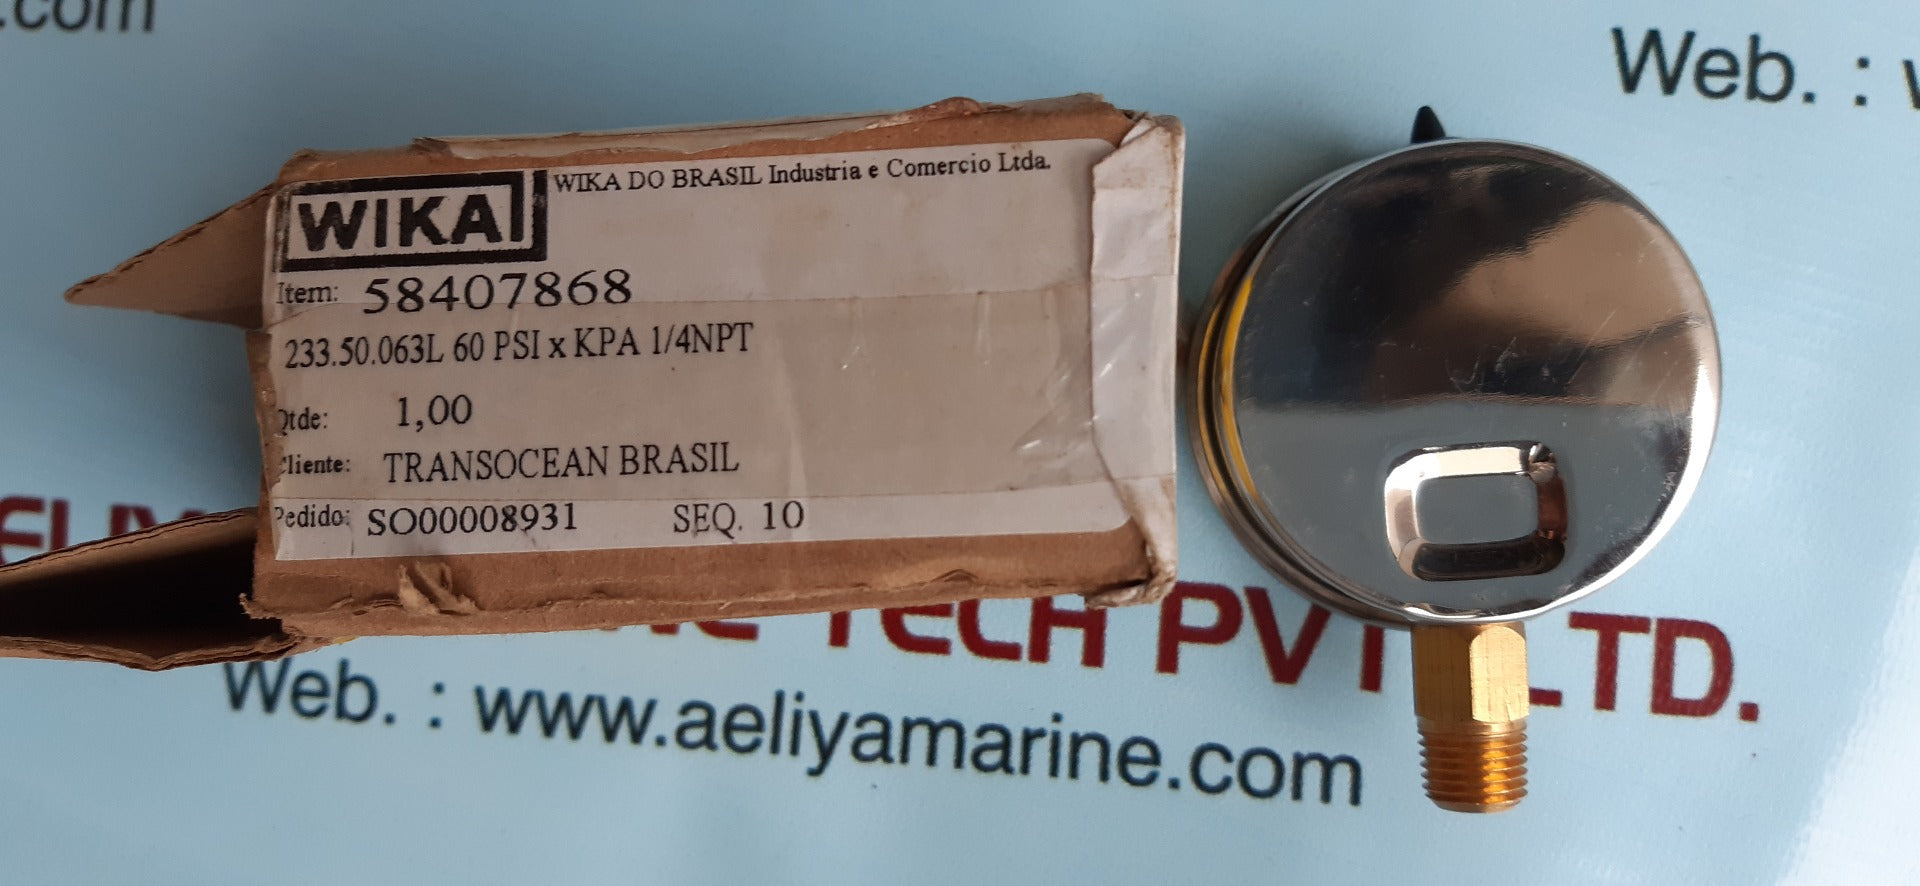 .com
Web. :
WIKA
WIKA DO BRASIL Industria e Comercio Ltda.
Item: 58407868
233.50.063L 60 PSI x KPA 1/4NPT
Qtde: 1,00
Cliente: TRANSOCEAN BRASIL
Pedido: SO00008931 SEQ. 10
TECH PVT LTD.
Web. : www.aeliyamarine.com